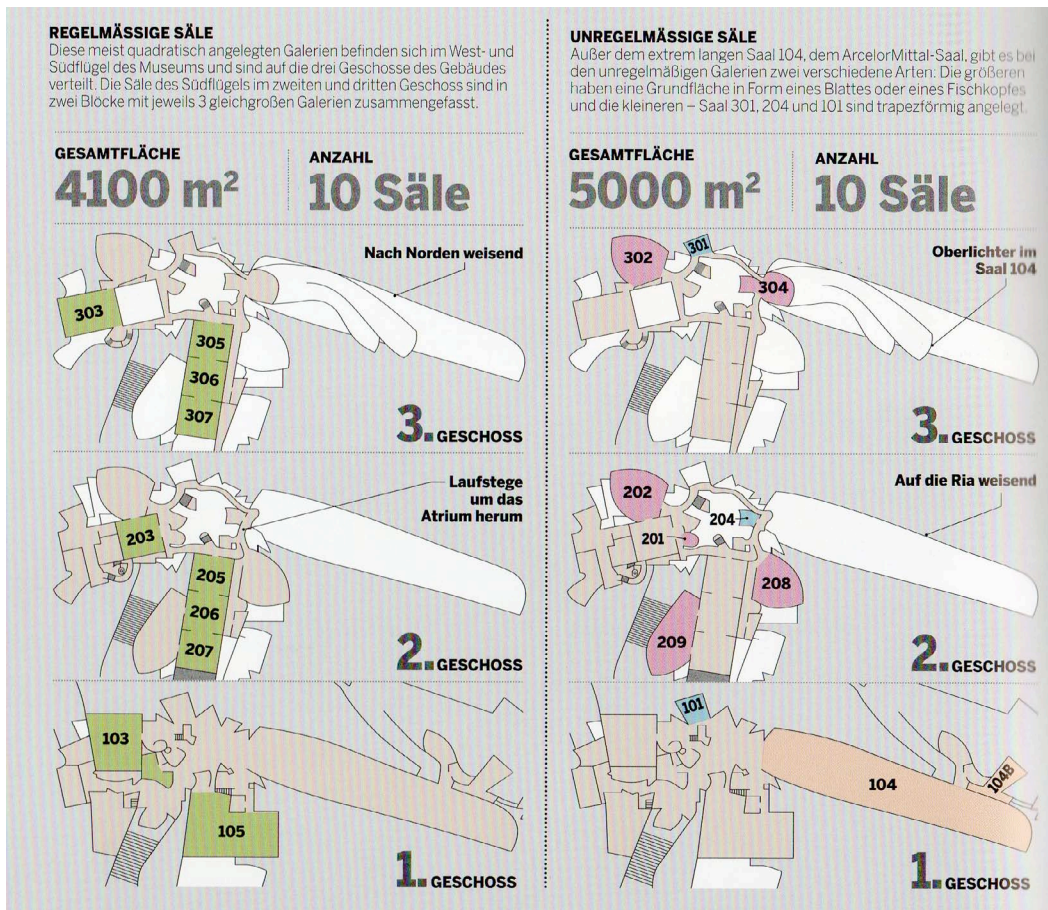 REGELMÄSSIGE SÄLE
Diese meist quadratisch angelegten Galerien befinden sich im West- und
Südflügel des Museums und sind auf die drei Geschosse des Gebäudes
verteilt. Die Säle des Südflügels im zweiten und dritten Geschoss sind in
zwei Blöcke mit jeweils 3 gleichgroßen Galerien zusammengefasst.
GESAMTFLÄCHE
4100 m²
ANZAHL
10 Säle
Nach Norden weisend
303
305
306
307
3. GESCHOSS
Laufstege
um das
Atrium herum
203
205
206
207
2. GESCHOSS
103
105
1. GESCHOSS
UNREGELMÄSSIGE SÄLE
Außer dem extrem langen Saal 104, dem ArcelorMittal-Saal, gibt es bei
den unregelmäßigen Galerien zwei verschiedene Arten: Die größeren
haben eine Grundfläche in Form eines Blattes oder eines Fischkopfes
und die kleineren – Saal 301, 204 und 101 sind trapezförmig angelegt.
GESAMTFLÄCHE
5000 m²
ANZAHL
10 Säle
302
301
304
Oberlichter im
Saal 104
3. GESCHOSS
Auf die Ria weisend
202
204
201
208
209
2. GESCHOSS
101
104
104B
1. GESCHOSS